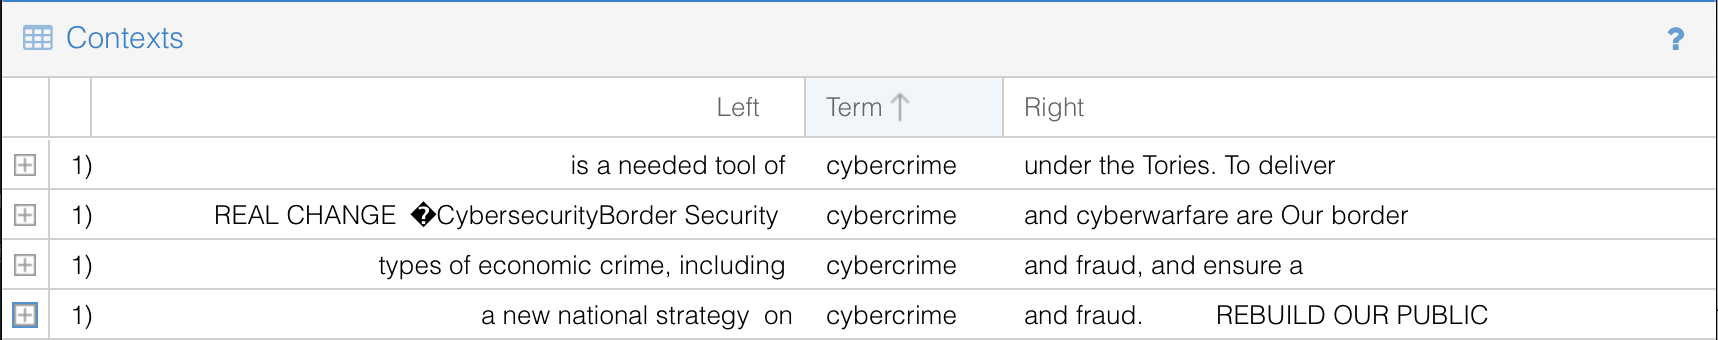 Contexts ?
Left Term ↑ Right
1) is a needed tool of cybercrime under the Tories. To deliver
1) REAL CHANGE �CybersecurityBorder Security cybercrime and cyberwarfare are Our border
1) types of economic crime, including cybercrime and fraud, and ensure a
1) a new national strategy on cybercrime and fraud. REBUILD OUR PUBLIC